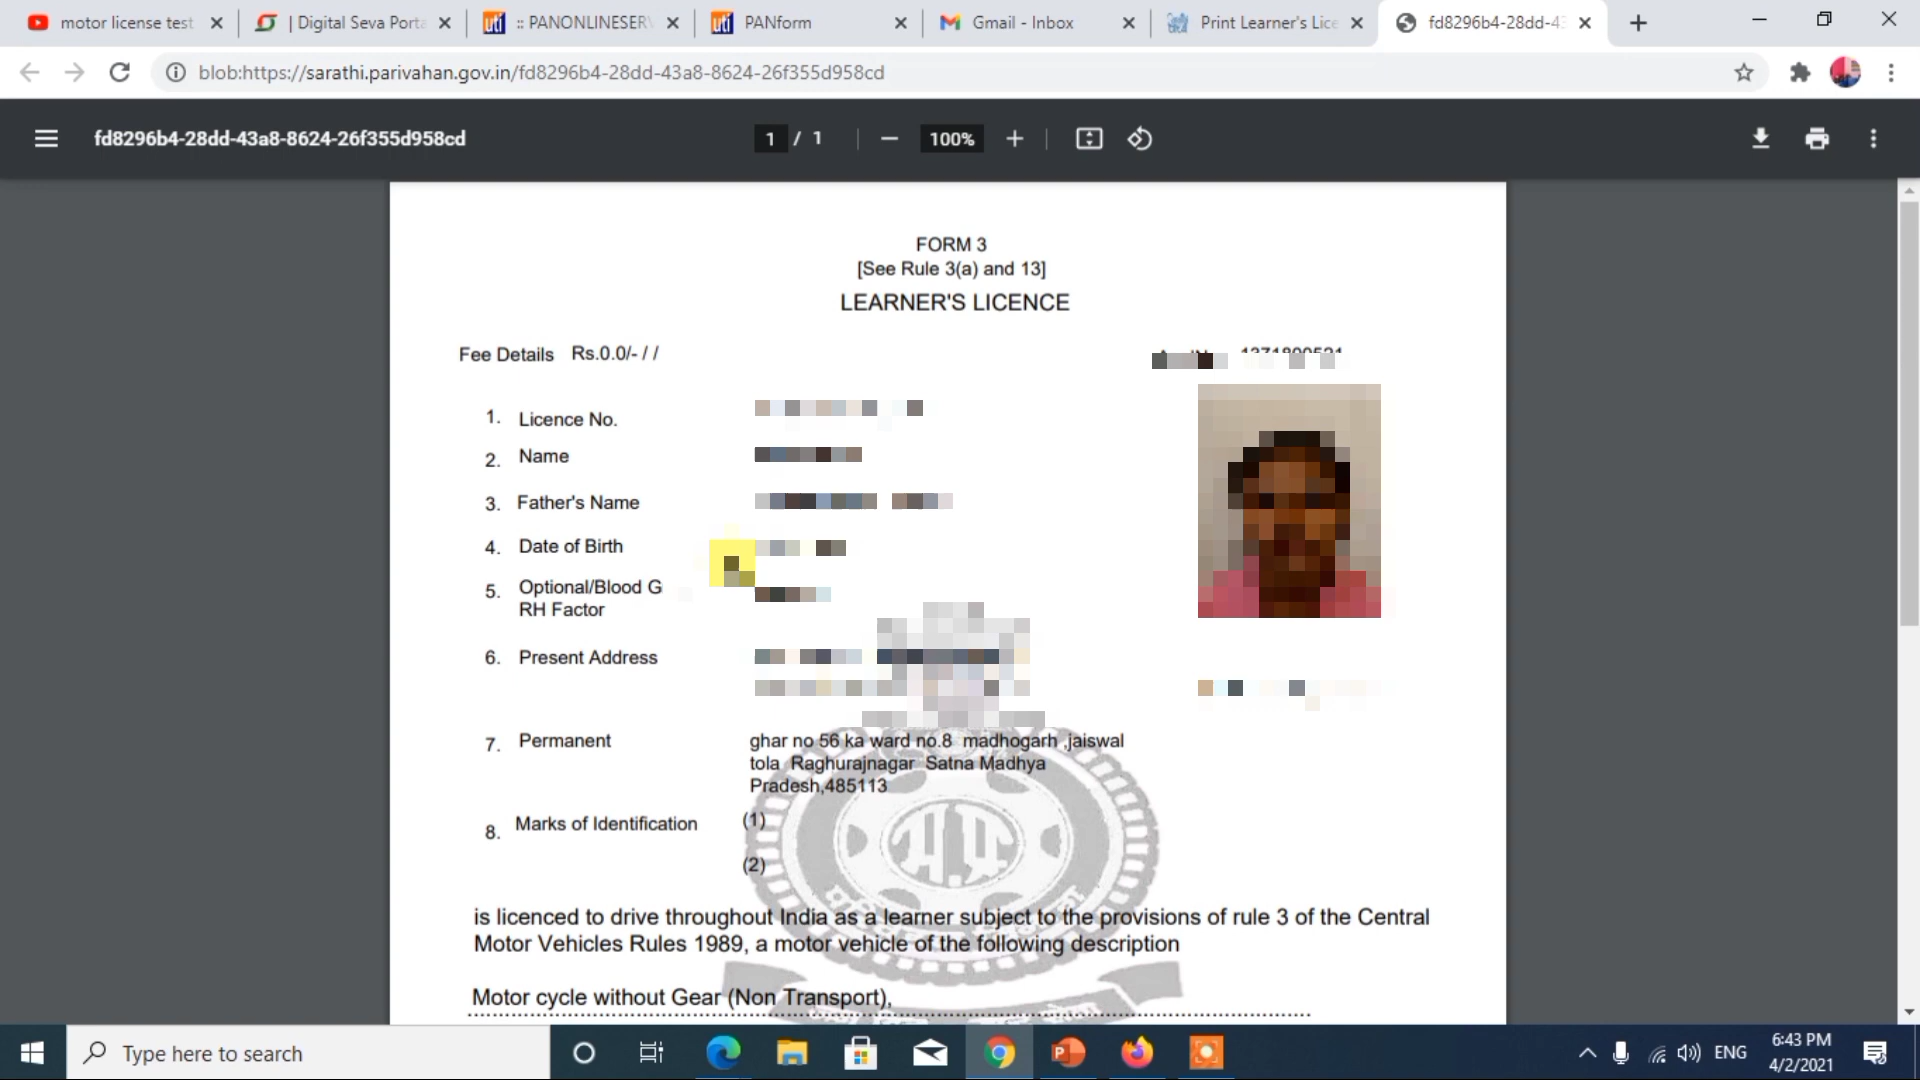 motor license test
| Digital Seva Porta
uti
:: PANONLINESERV
uti
PANform
Gmail - Inbox
Print Learner's Lice
fd8296b4-28dd-43
blob:https://sarathi.parivahan.gov.in/fd8296b4-28dd-43a8-8624-26f355d958cd
fd8296b4-28dd-43a8-8624-26f355d958cd
1 / 1
100%
FORM 3
[See Rule 3(a) and 13]
LEARNER'S LICENCE
Fee Details Rs.0.0/- / /
1. Licence No.
2. Name
3. Father's Name
4. Date of Birth
5. Optional/Blood G
RH Factor
6. Present Address
7. Permanent ghar no 56 ka ward no.8 madhogarh ,jaiswal
tola Raghurajnagar Satna Madhya
Pradesh,485113
8. Marks of Identification (1)
(2)
is licenced to drive throughout India as a learner subject to the provisions of rule 3 of the Central
Motor Vehicles Rules 1989, a motor vehicle of the following description
Motor cycle without Gear (Non Transport),
Type here to search
ENG
6:43 PM
4/2/2021